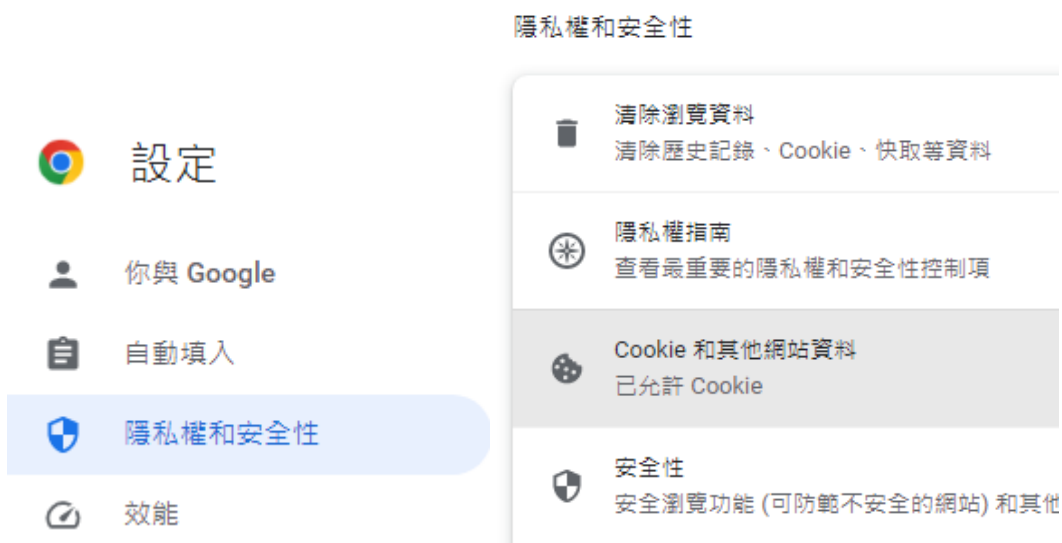 隱私權和安全性
設定
你與 Google
自動填入
隱私權和安全性
效能
清除瀏覽資料
清除歷史記錄、Cookie、快取等資料
隱私權指南
查看最重要的隱私權和安全性控制項
Cookie 和其他網站資料
已允許 Cookie
安全性
安全瀏覽功能 (可防範不安全的網站) 和其他